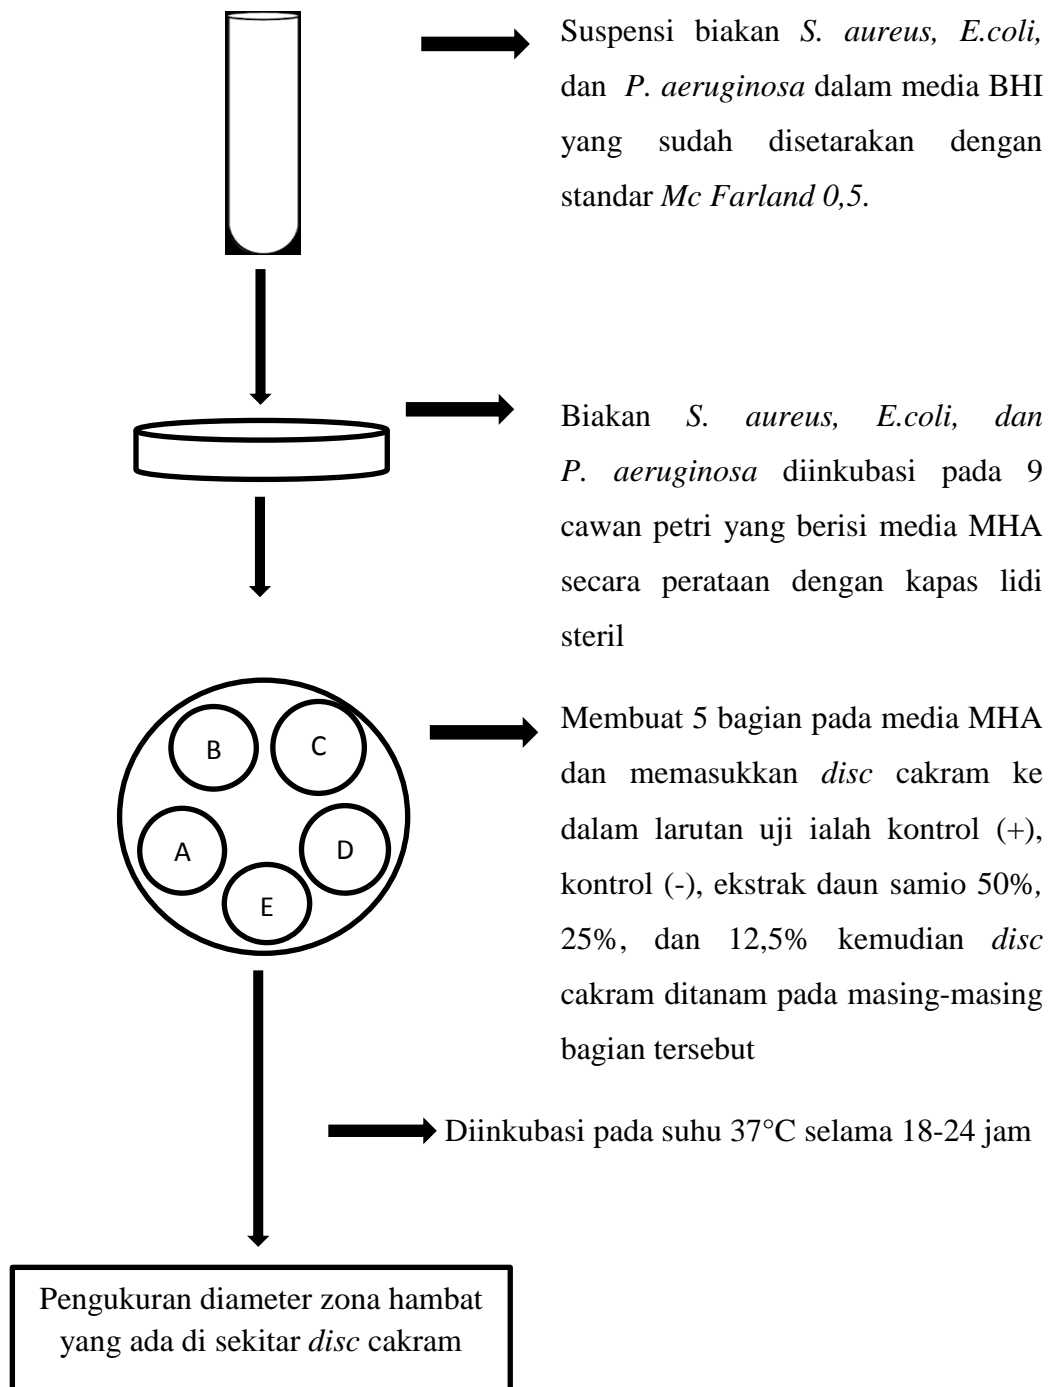 Suspensi biakan S. aureus, E.coli,
dan P. aeruginosa dalam media BHI
yang sudah disetarakan dengan
standar Mc Farland 0,5.
Biakan S. aureus, E.coli, dan
P. aeruginosa diinkubasi pada 9
cawan petri yang berisi media MHA
secara perataan dengan kapas lidi
steril
B
C
A
D
E
Membuat 5 bagian pada media MHA
dan memasukkan disc cakram ke
dalam larutan uji ialah kontrol (+),
kontrol (-), ekstrak daun samio 50%,
25%, dan 12,5% kemudian disc
cakram ditanam pada masing-masing
bagian tersebut
Diinkubasi pada suhu 37°C selama 18-24 jam
Pengukuran diameter zona hambat
yang ada di sekitar disc cakram